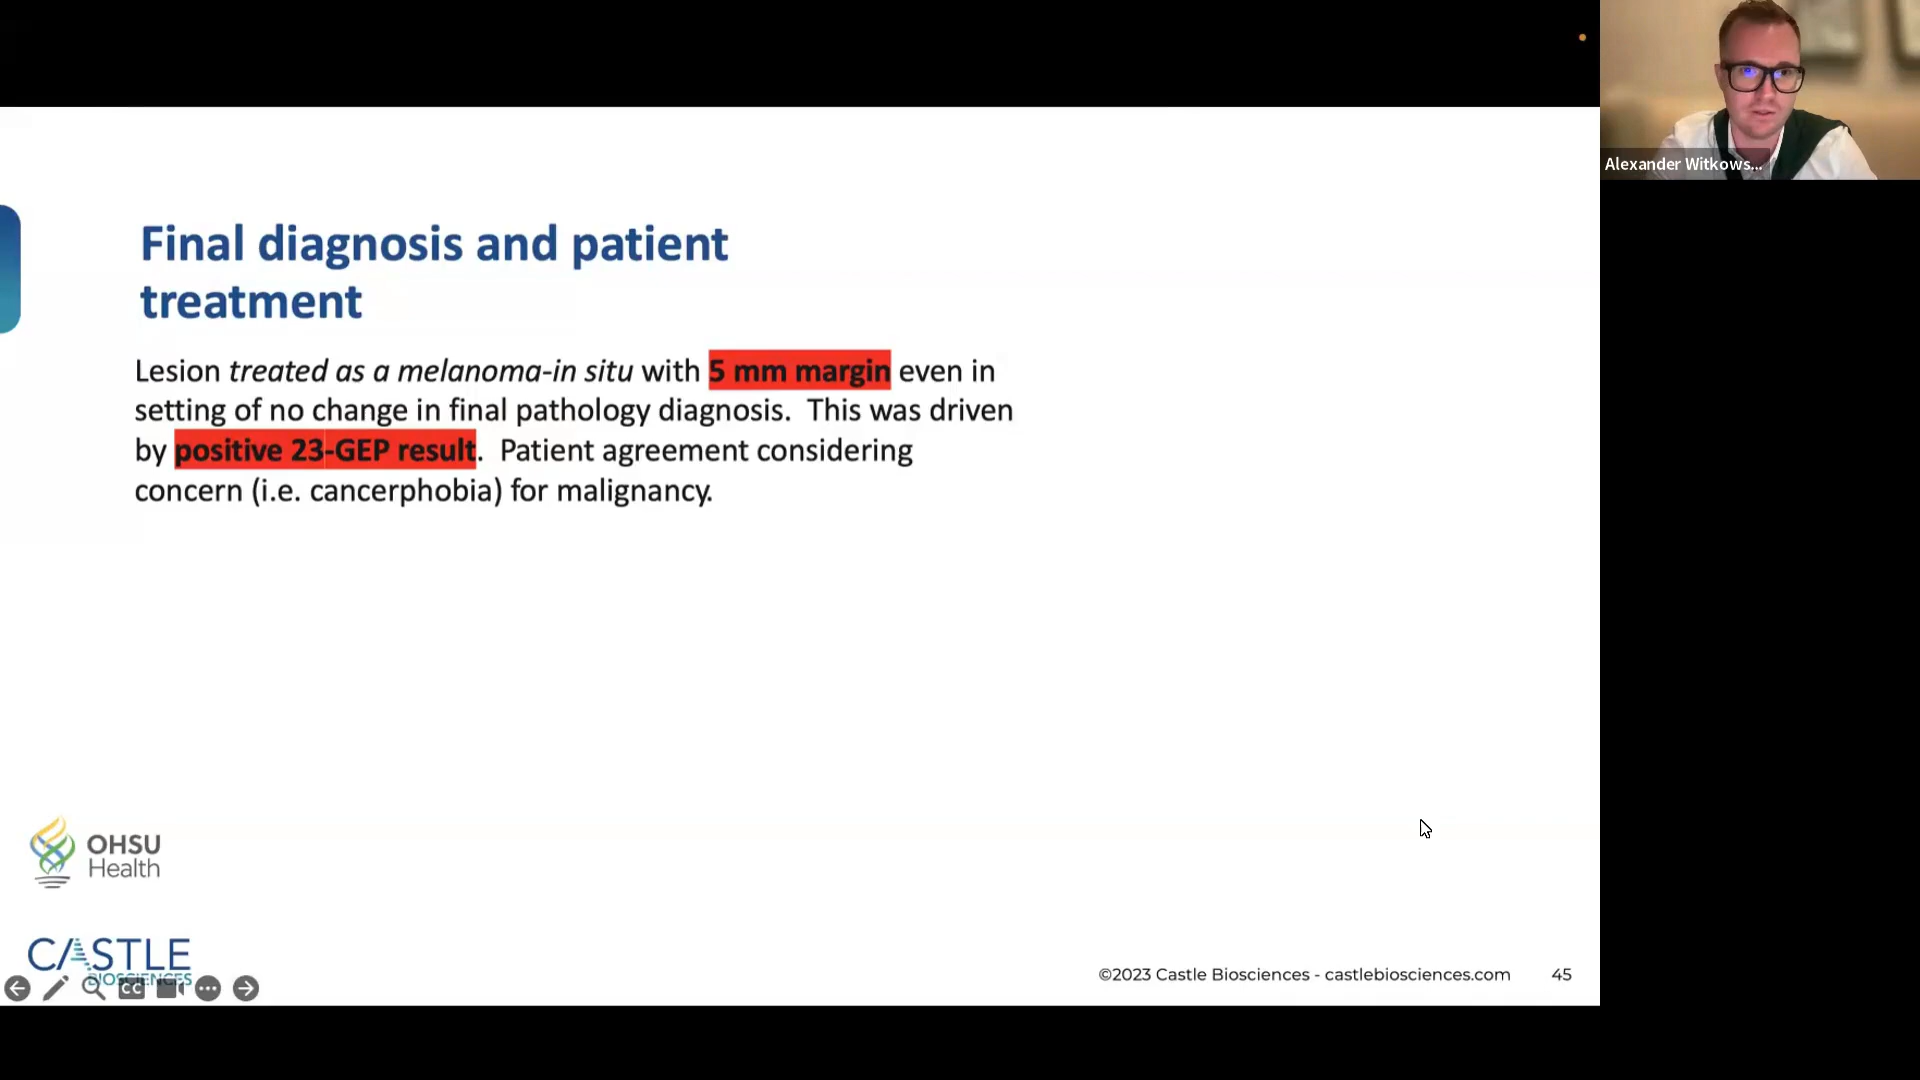 Alexander Witkows...
Final diagnosis and patient
treatment
Lesion treated as a melanoma-in situ with 5 mm margin even in
setting of no change in final pathology diagnosis.  This was driven
by positive 23-GEP result.  Patient agreement considering
concern (i.e. cancerphobia) for malignancy.
OHSU
Health
CASTLE
BIOSCIENCES
CC
©2023 Castle Biosciences - castlebiosciences.com 45